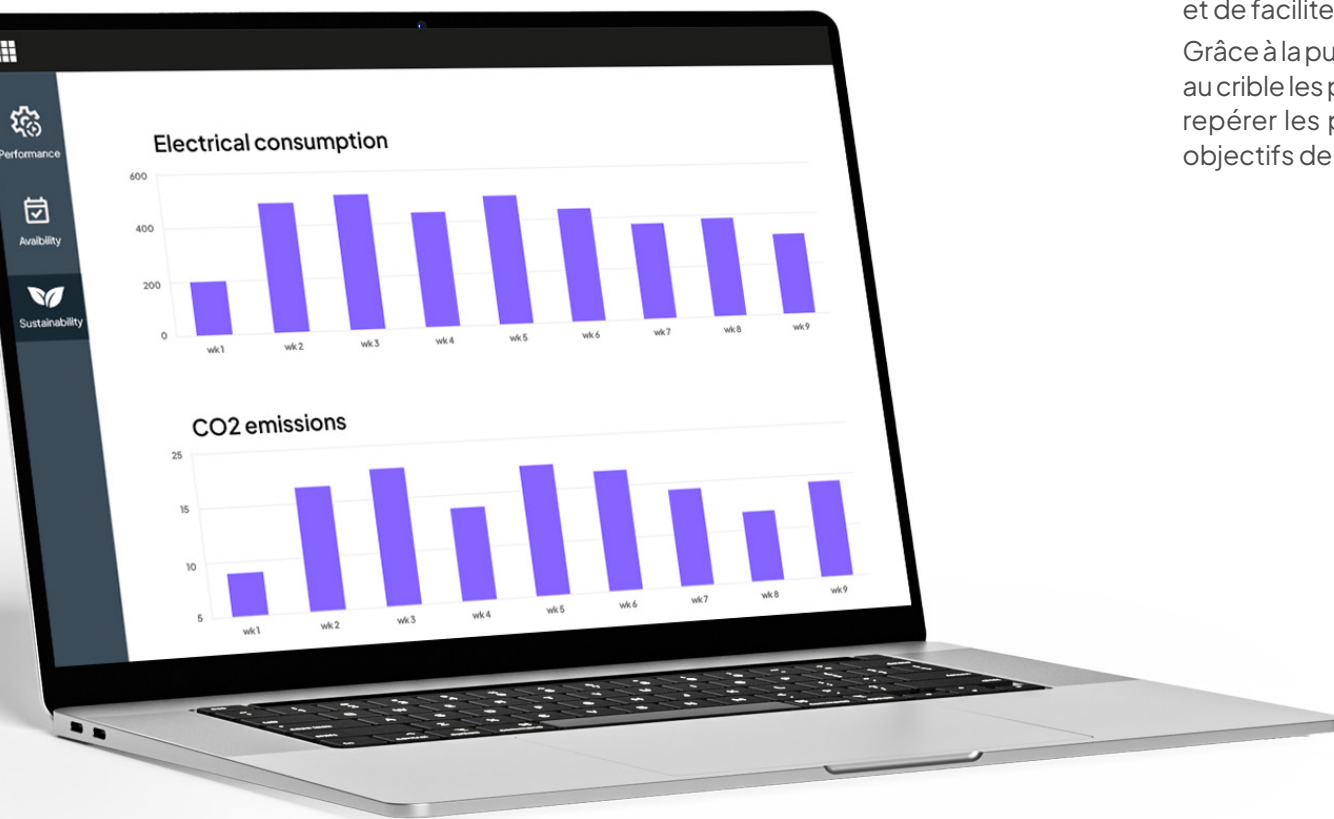 et de facilite
Grâce à la pu
au crible les p
repérer les p
objectifs de
Performance
Avaibility
Sustainability
Electrical consumption
600
400
200
0
wk 1
wk 2
wk 3
wk 4
wk 5
wk 6
wk 7
wk 8
wk 9
CO2 emissions
25
15
10
5
wk 1
wk 2
wk 3
wk 4
wk 5
wk 6
wk 7
wk 8
wk 9